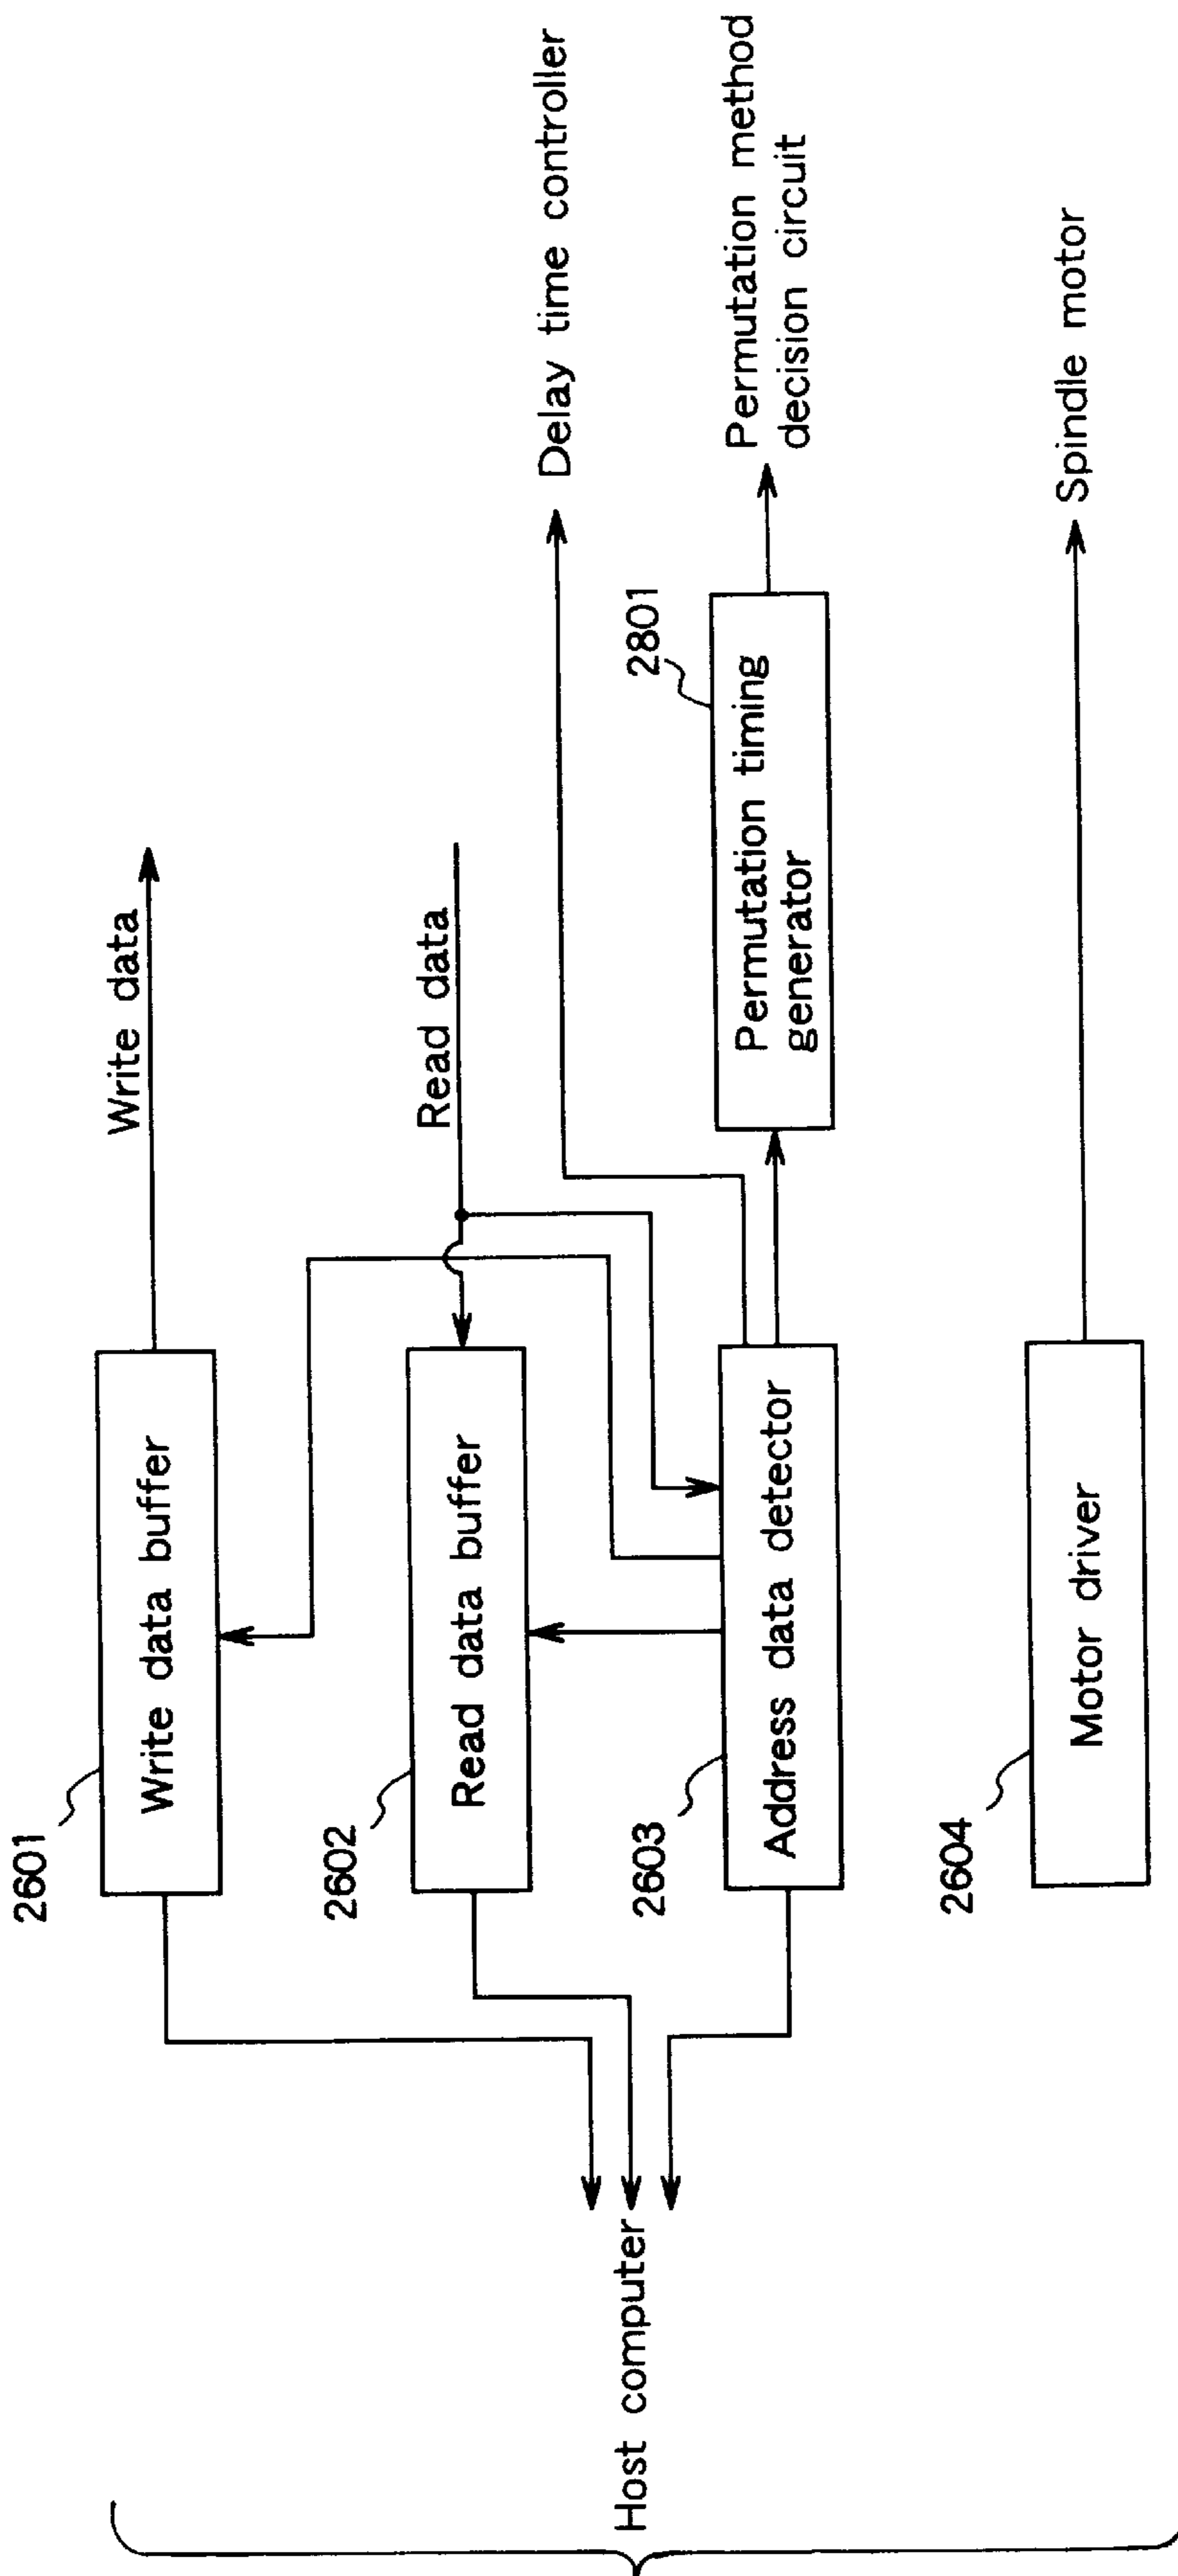 Write data
2601
Write data buffer
Read data
2602
Read data buffer
Delay time controller
Host computer
2603
Address data detector
2801
Permutation timing
generator
Permutation method
decision circuit
2604
Motor driver
Spindle motor